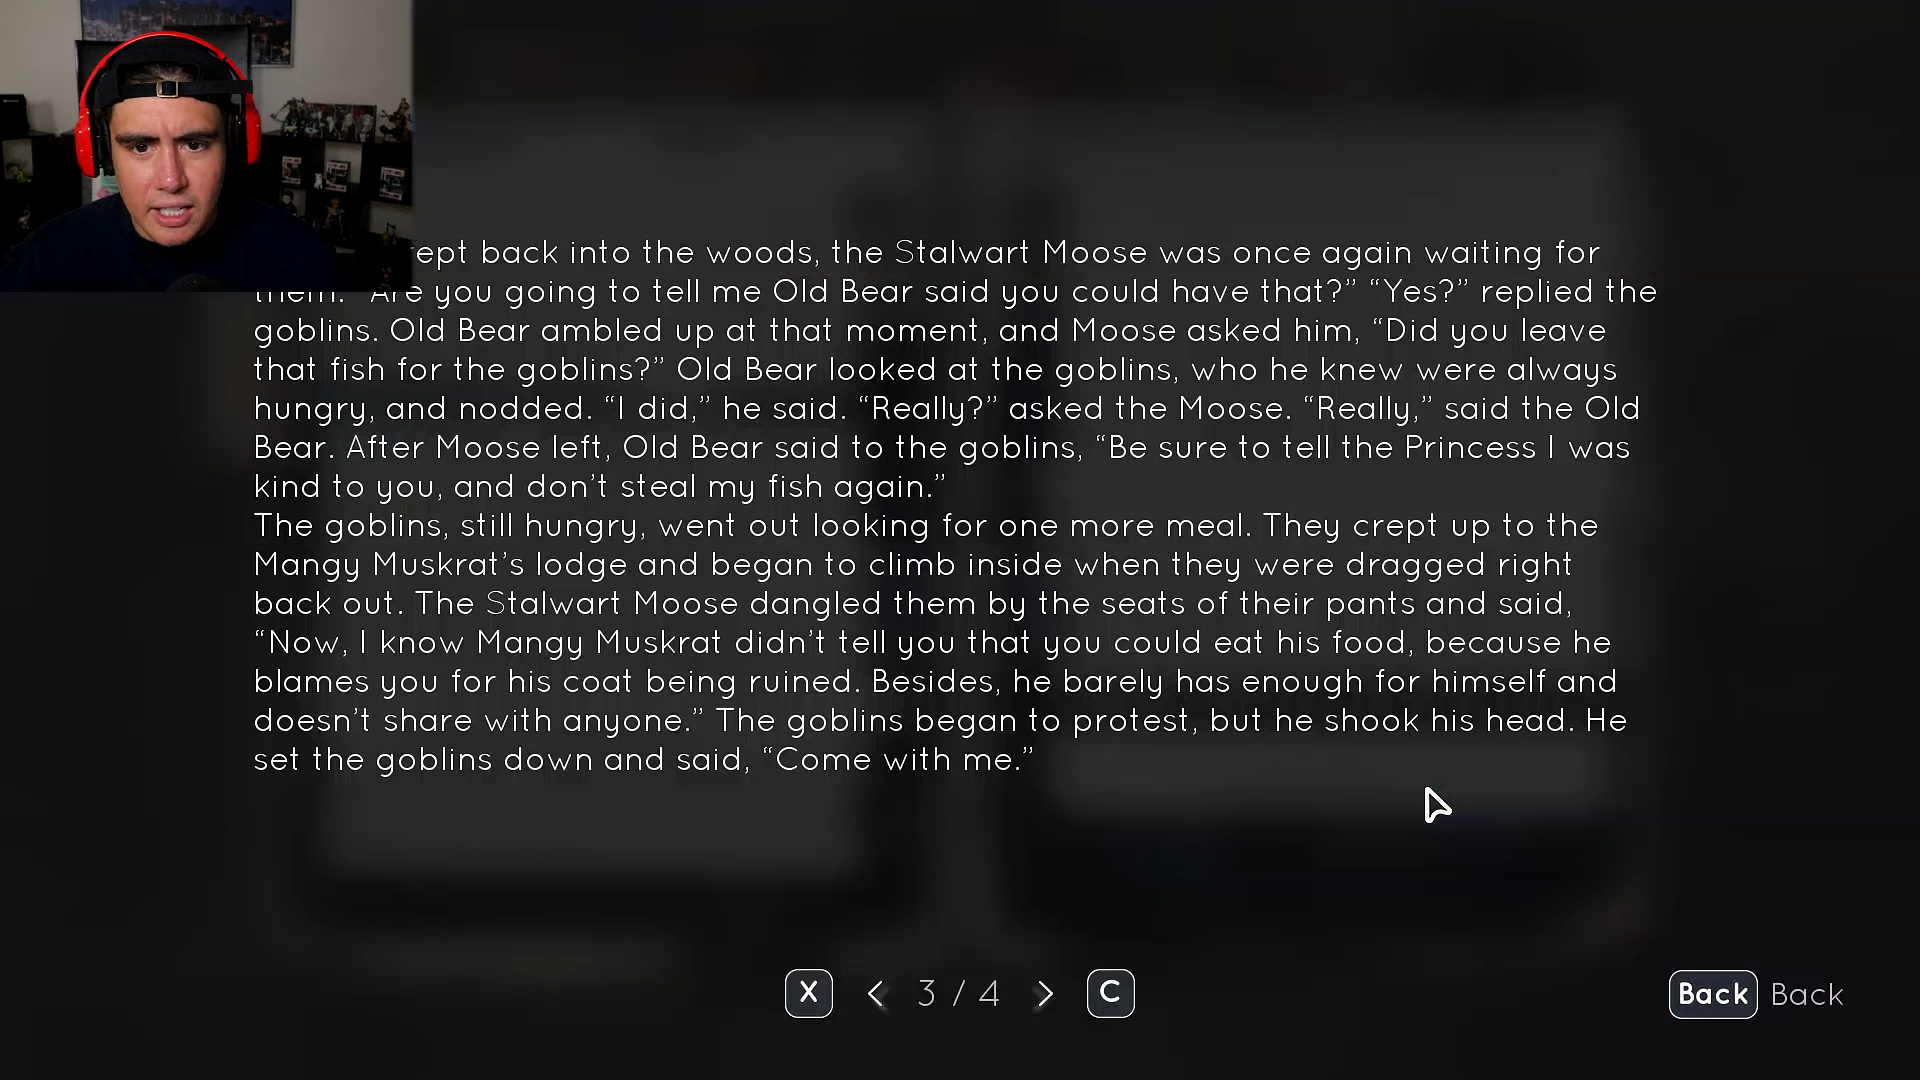 ept back into the woods, the Stalwart Moose was once again waiting for
them. “Are you going to tell me Old Bear said you could have that?” “Yes?” replied the
goblins. Old Bear ambled up at that moment, and Moose asked him, “Did you leave
that fish for the goblins?” Old Bear looked at the goblins, who he knew were always
hungry, and nodded. “I did,” he said. “Really?” asked the Moose. “Really,” said the Old
Bear. After Moose left, Old Bear said to the goblins, “Be sure to tell the Princess I was
kind to you, and don’t steal my fish again.”
The goblins, still hungry, went out looking for one more meal. They crept up to the
Mangy Muskrat’s lodge and began to climb inside when they were dragged right
back out. The Stalwart Moose dangled them by the seats of their pants and said,
“Now, I know Mangy Muskrat didn’t tell you that you could eat his food, because he
blames you for his coat being ruined. Besides, he barely has enough for himself and
doesn’t share with anyone.” The goblins began to protest, but he shook his head. He
set the goblins down and said, “Come with me.”
X < 3 / 4 > C
Back Back